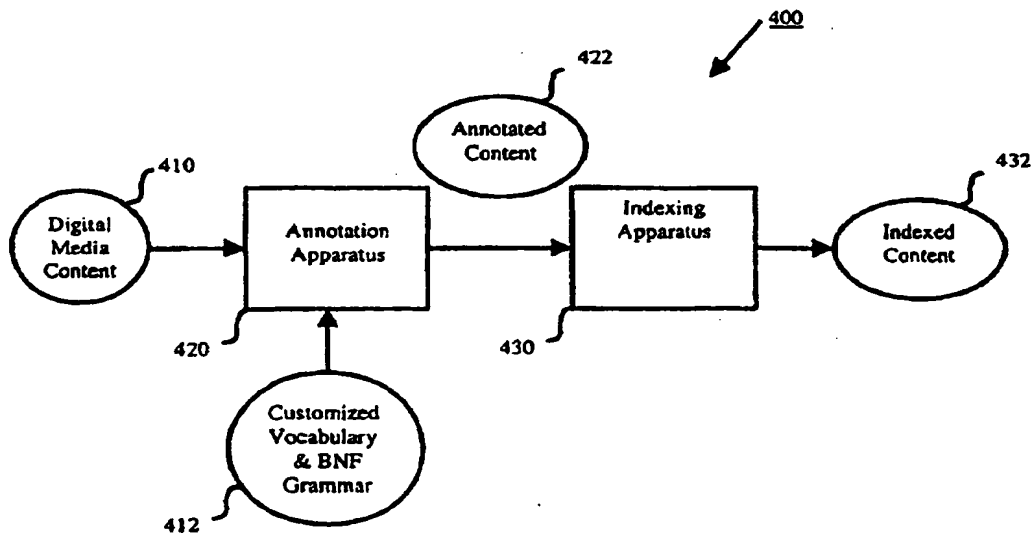 400
422
Annotated
Content
410
432
Digital
Media
Content
Annotation
Apparatus
Indexing
Apparatus
Indexed
Content
420
430
Customized
Vocabulary
& BNF
Grammar
412